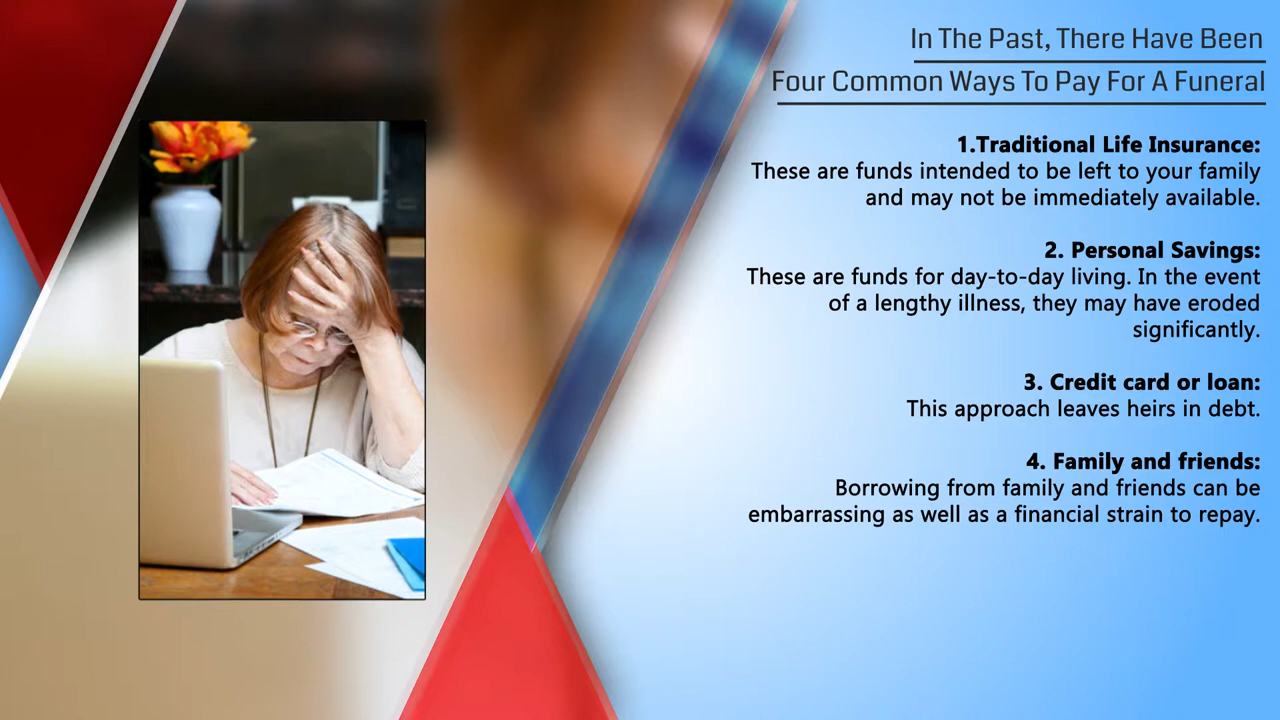 In The Past, There Have Been
Four Common Ways To Pay For A Funeral
1.Traditional Life Insurance:
These are funds intended to be left to your family
and may not be immediately available.
2. Personal Savings:
These are funds for day-to-day living. In the event
of a lengthy illness, they may have eroded
significantly.
3. Credit card or loan:
This approach leaves heirs in debt.
4. Family and friends:
Borrowing from family and friends can be
embarrassing as well as a financial strain to repay.